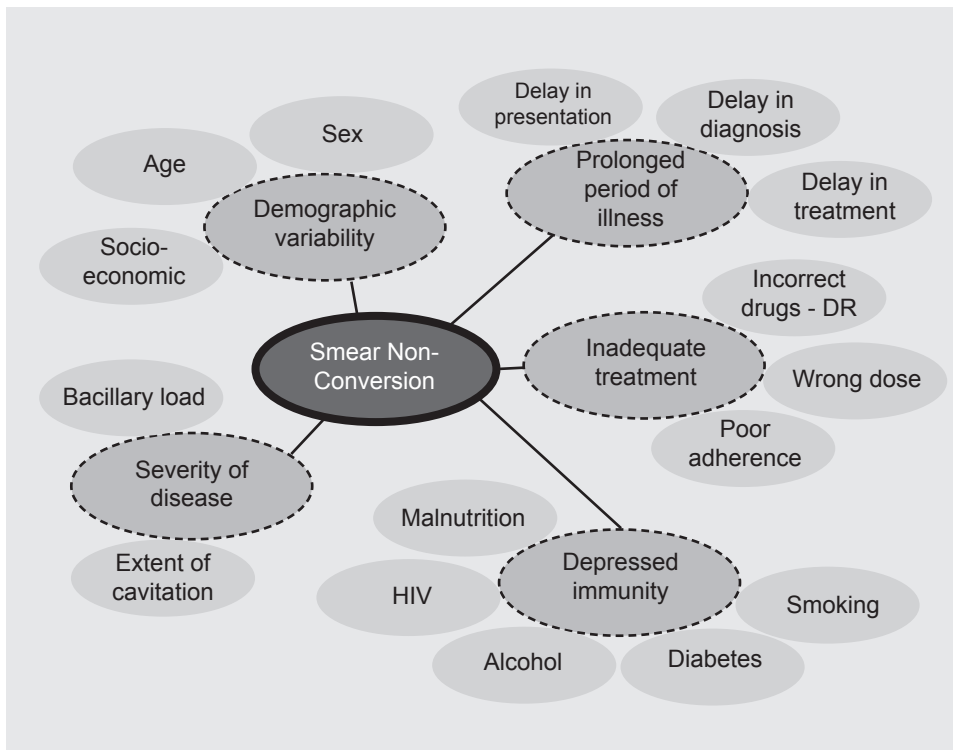 Delay in
presentation
Delay in
diagnosis
Prolonged
period of
illness
Delay in
treatment
Sex
Age
Demographic
variability
Socio-
economic
Smear Non-
Conversion
Incorrect
drugs - DR
Inadequate
treatment
Wrong dose
Poor
adherence
Bacillary load
Severity of
disease
Extent of
cavitation
Malnutrition
Depressed
immunity
HIV
Smoking
Alcohol
Diabetes